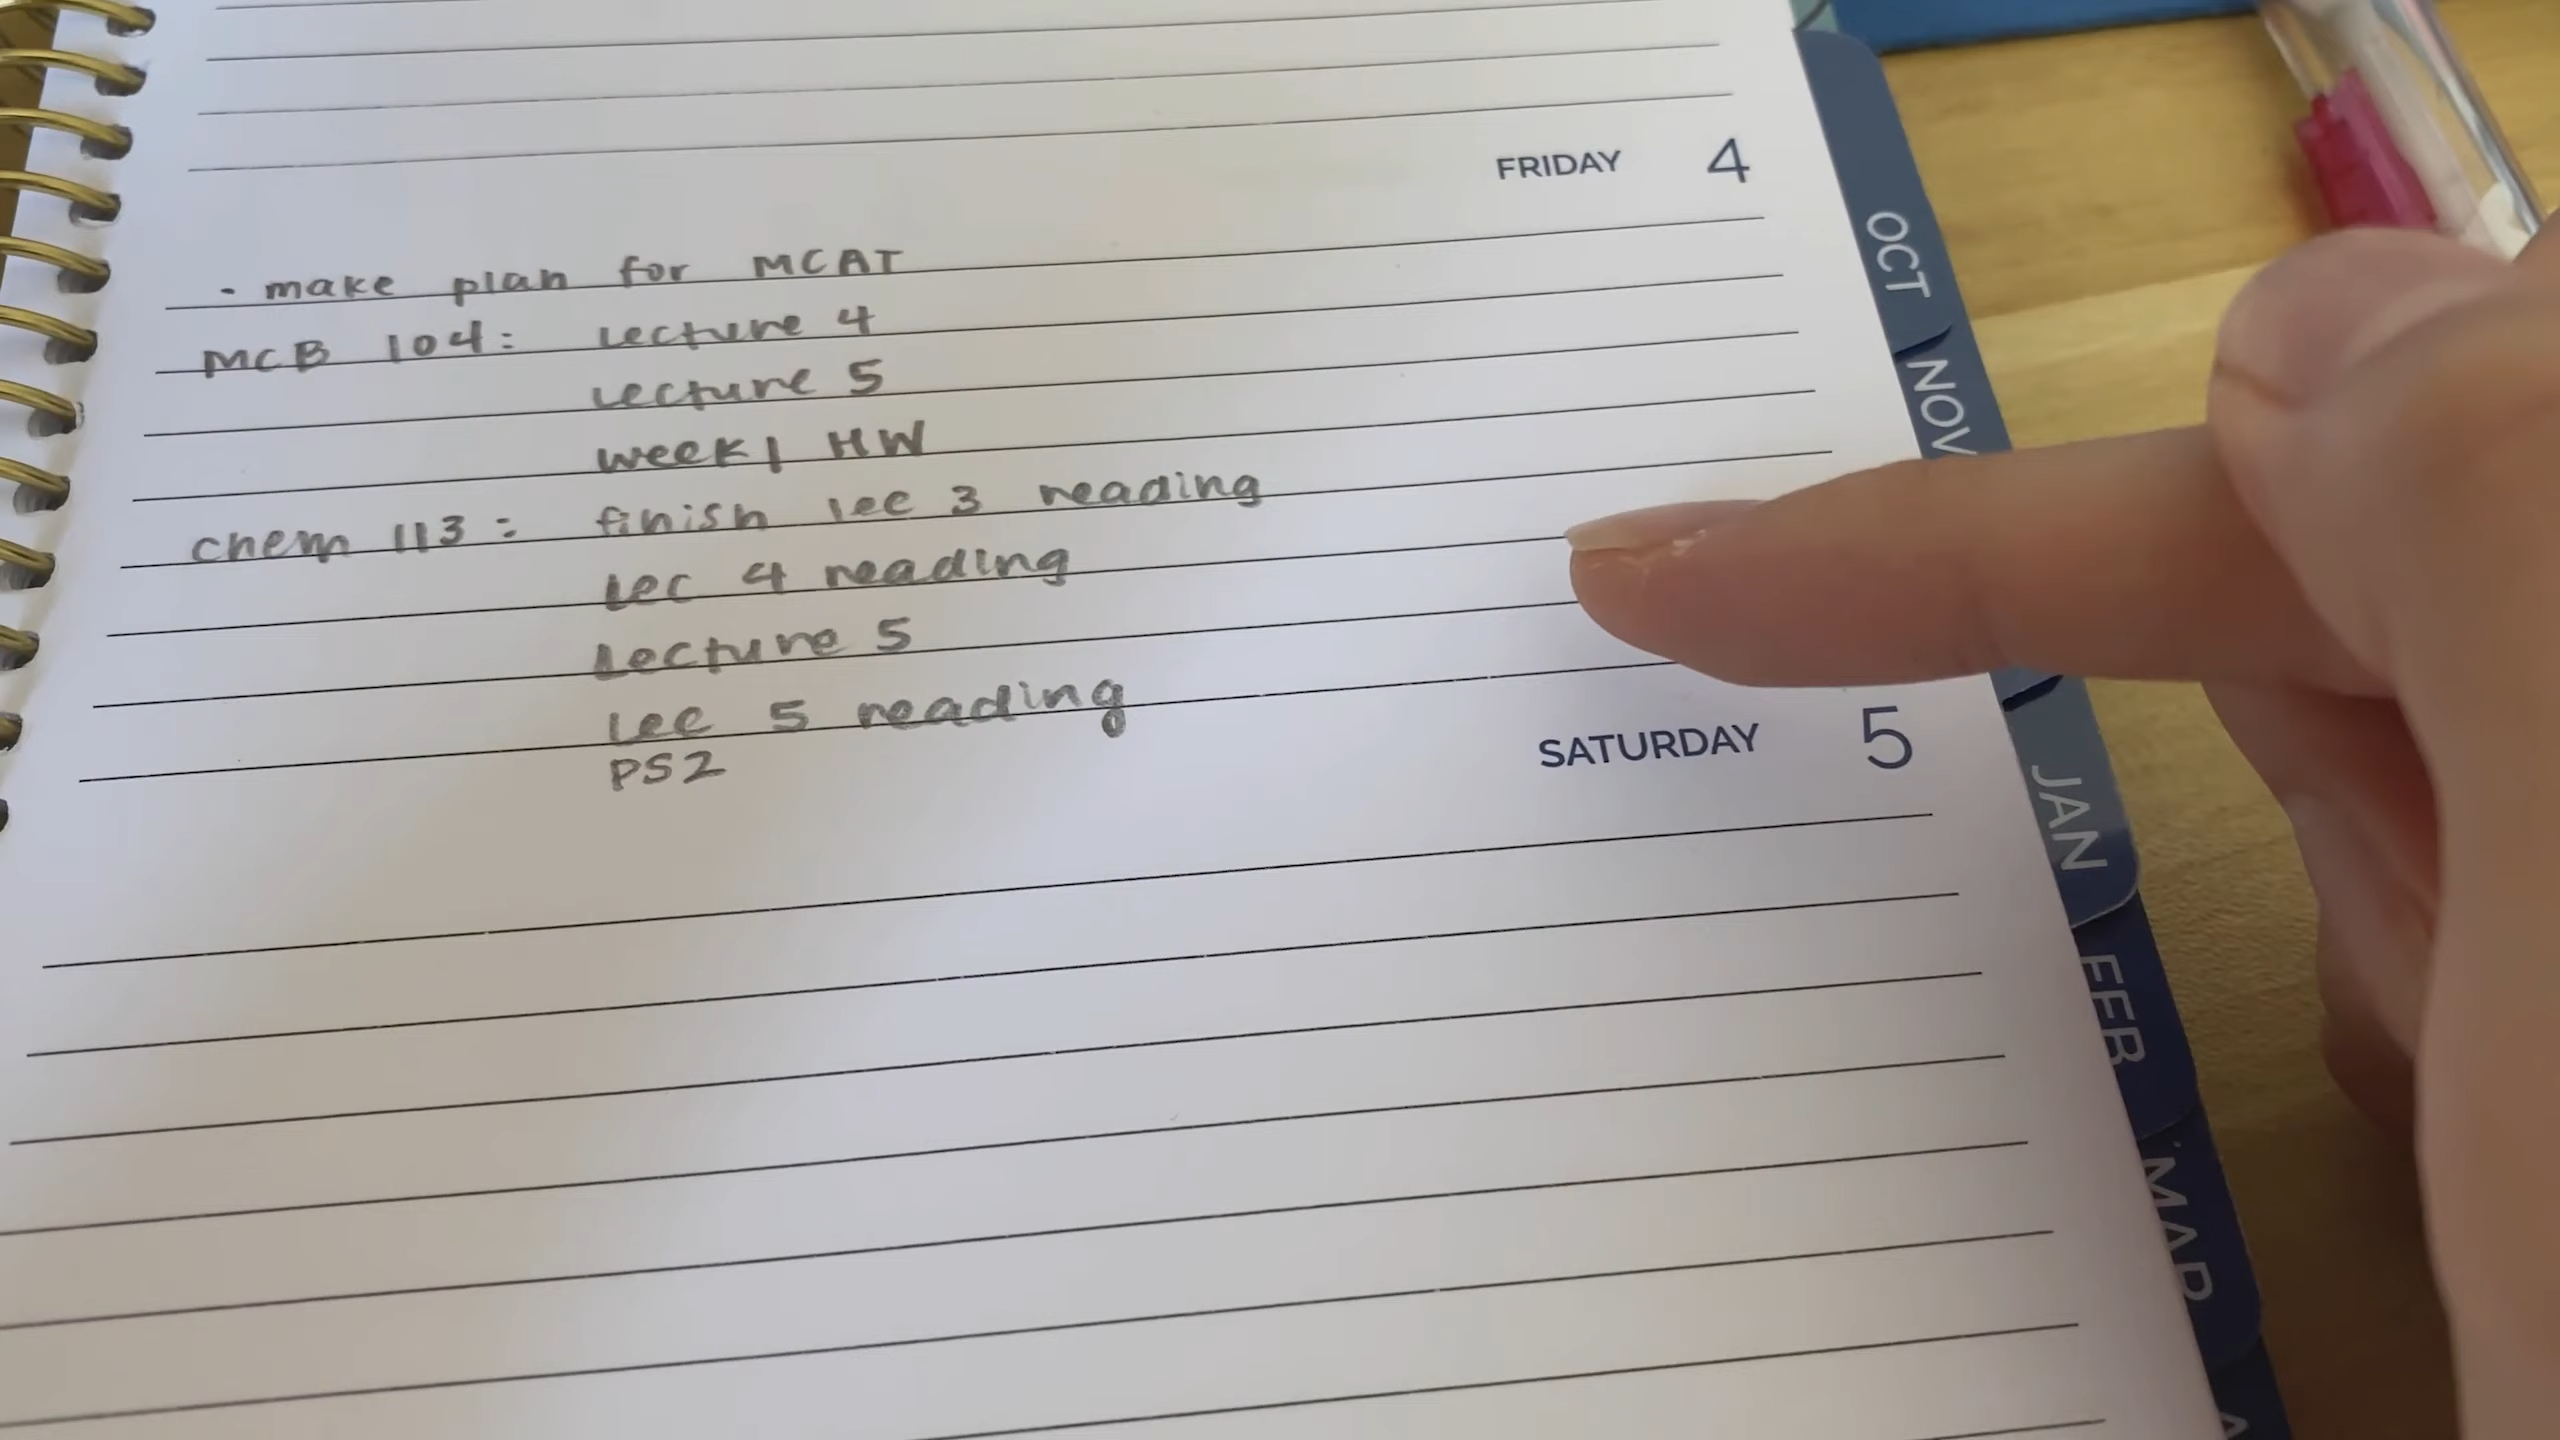 FRIDAY 4
- make plan for MCAT
MCB 104: Lecture 4
Lecture 5
week 1 HW
chem 113: finish lec 3 reading
lec 4 reading
Lecture 5
lec 5 reading
PS2
SATURDAY 5
OCT
NOV
JAN
FEB
MAR